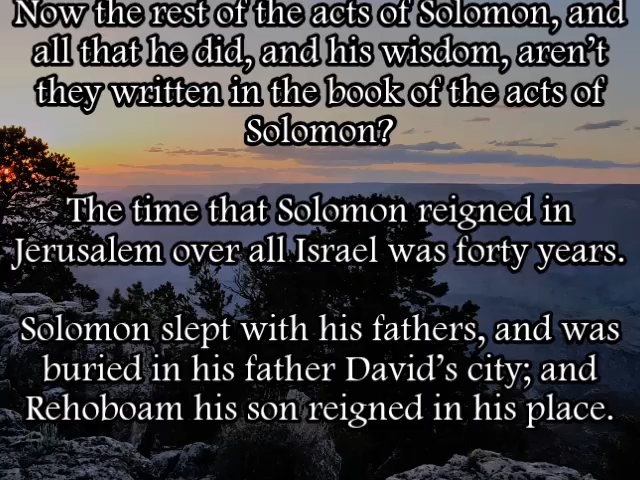 Now the rest of the acts of Solomon, and
all that he did, and his wisdom, aren’t
they written in the book of the acts of
Solomon?
The time that Solomon reigned in
Jerusalem over all Israel was forty years.
Solomon slept with his fathers, and was
buried in his father David’s city; and
Rehoboam his son reigned in his place.